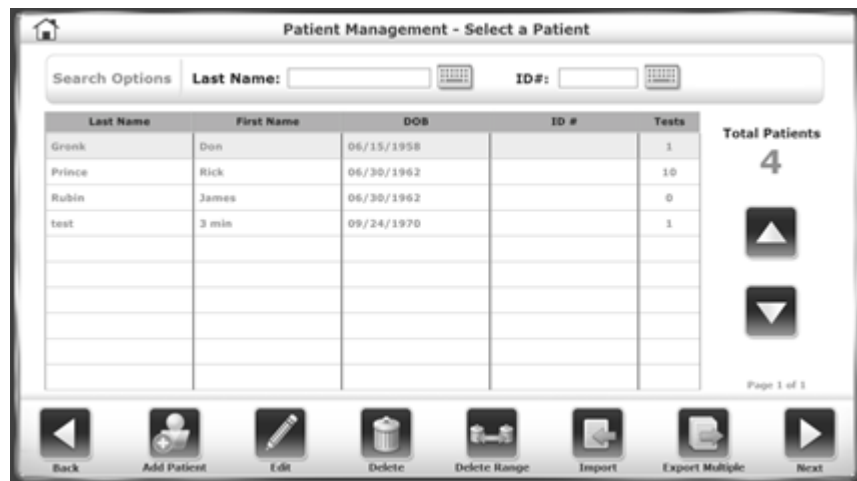 Patient Management - Select a Patient
Search Options Last Name: ID#:
Last Name First Name DOB ID # Tests
Total Patients
4
Gronk Don 06/15/1958 1
Prince Rick 06/30/1962 10
Rubin James 06/30/1962 0
test 3 min 09/24/1970 1
Page 1 of 1
Back Add Patient Edit Delete Delete Range Import Export Multiple Next